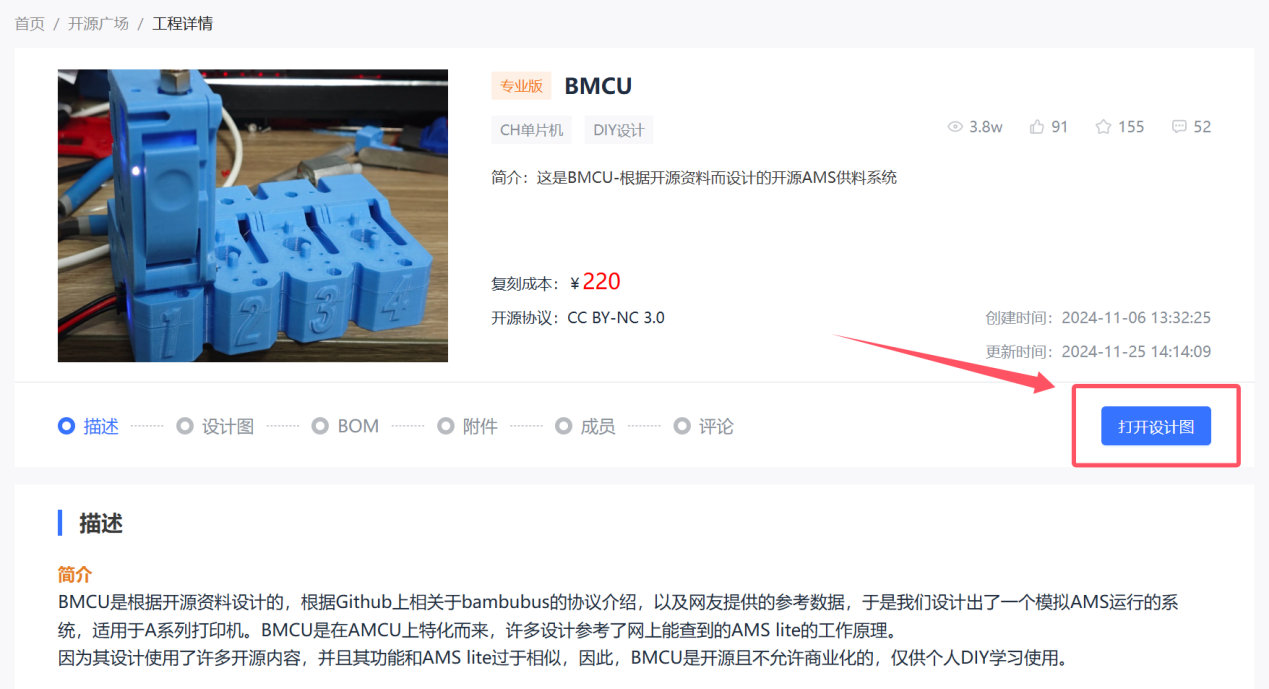 首页 / 开源广场 / 工程详情
专业版 BMCU
CH单片机 DIY设计
3.8w 91 155 52
简介：这是BMCU-根据开源资料而设计的开源AMS供料系统
复刻成本：￥220
开源协议：CC BY-NC 3.0
创建时间：2024-11-06 13:32:25
更新时间：2024-11-25 14:14:09
1 2 3 4
描述 设计图 BOM 附件 成员 评论
打开设计图
描述
简介
BMCU是根据开源资料设计的，根据Github上相关于bambubus的协议介绍，以及网友提供的参考数据，于是我们设计出了一个模拟AMS运行的系
统，适用于A系列打印机。BMCU是在AMCU上特化而来，许多设计参考了网上能查到的AMS lite的工作原理。
因为其设计使用了许多开源内容，并且其功能和AMS lite过于相似，因此，BMCU是开源且不允许商业化的，仅供个人DIY学习使用。